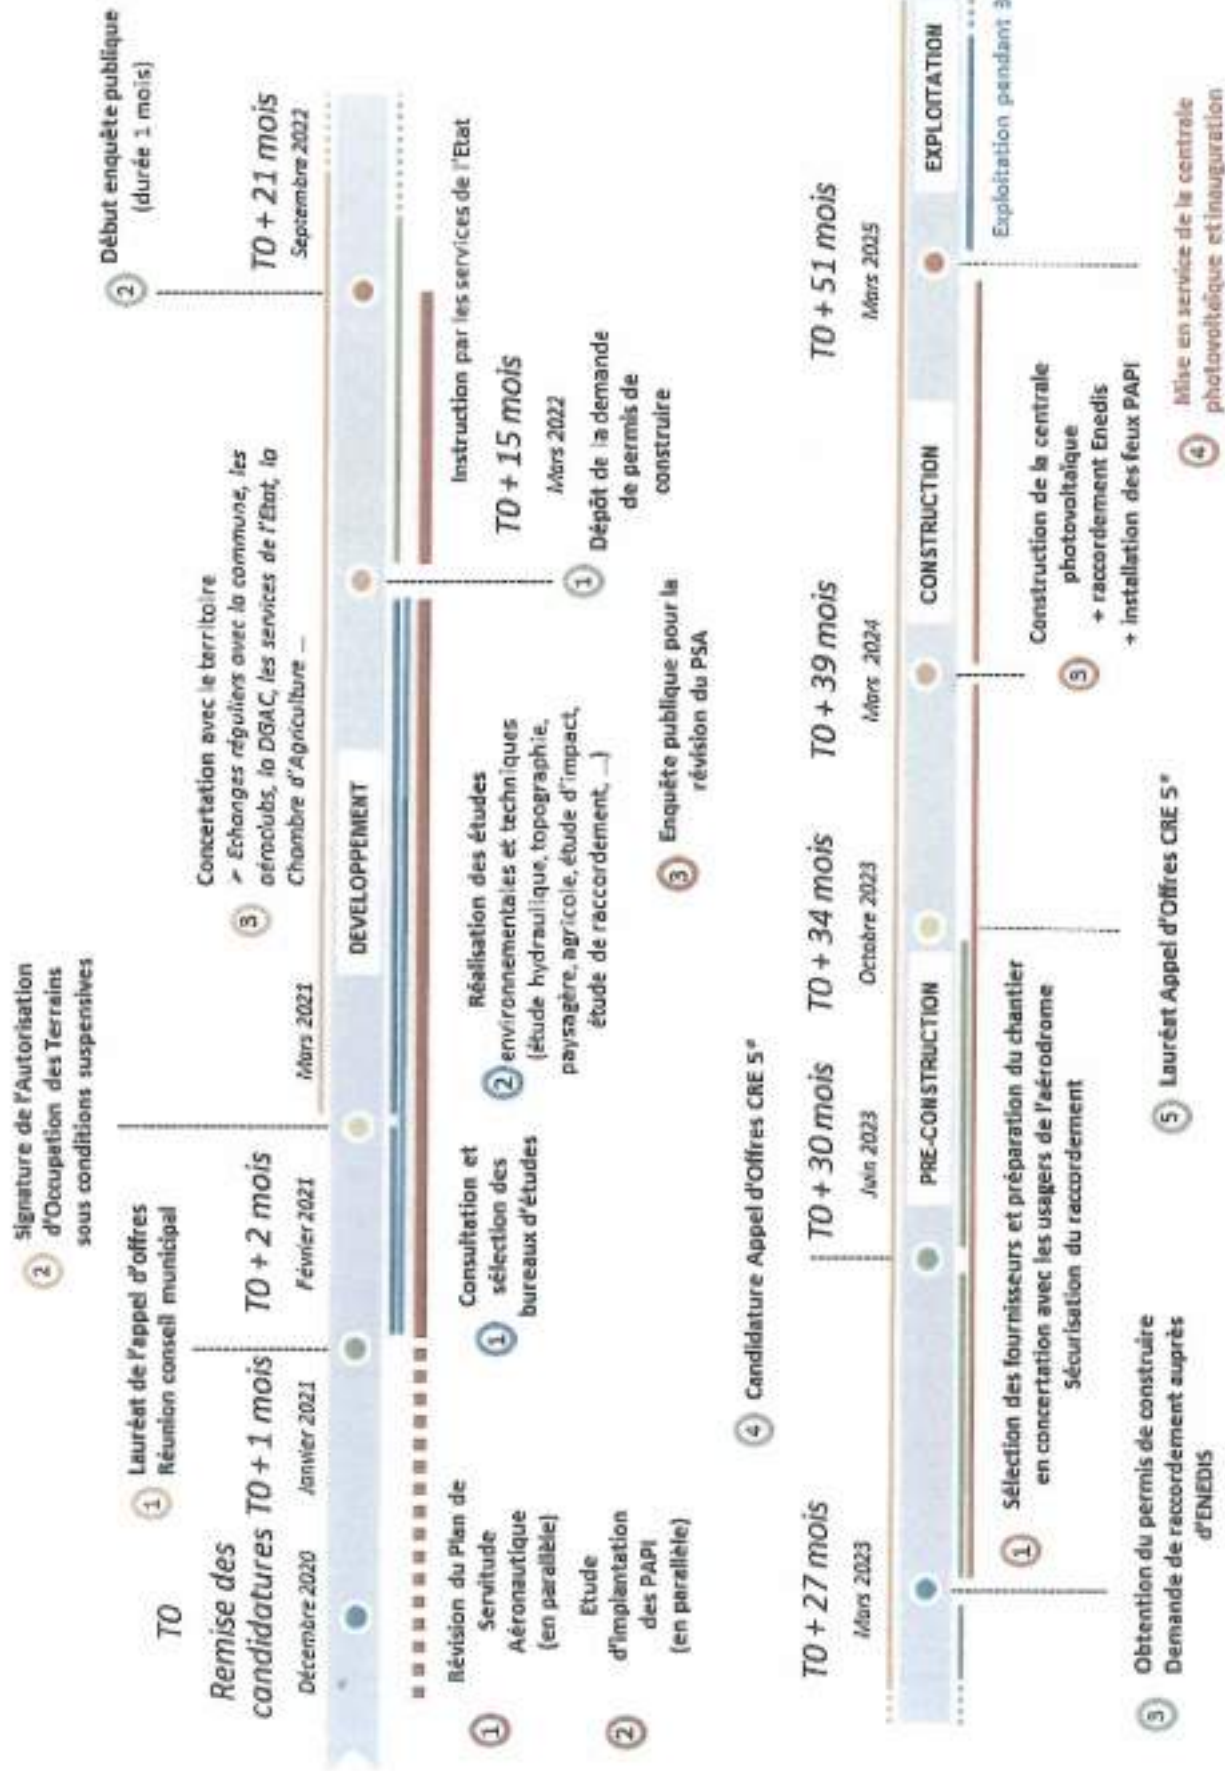 2 Signature de l'Autorisation
d'Occupation des Terrains
sous conditions suspensives
1 Lauréat de l'appel d'offres
Réunion conseil municipal
2 Début enquête publique
(durée 1 mois)
Concertation avec le territoire
➤ Echanges réguliers avec la commune, les
3 aéroclubs, la DGAC, les services de l'Etat, la
Chambre d'Agriculture ...
TO
Remise des
candidatures
Décembre 2020
TO + 1 mois
Janvier 2021
TO + 2 mois
Février 2021
Mars 2021
TO + 21 mois
Septembre 2022
DEVELOPPEMENT
1 Révision du Plan de
Servitude
Aéronautique
(en parallèle)
2 Etude
d'implantation
des PAPI
(en parallèle)
1 Consultation et
sélection des
bureaux d'études
Réalisation des études
2 environnementales et techniques
(étude hydraulique, topographie,
paysagère, agricole, étude d'impact,
étude de raccordement, ...)
Instruction par les services de l'Etat
TO + 15 mois
Mars 2022
1 Dépôt de la demande
de permis de
construire
3 Enquête publique pour la
révision du PSA
4 Candidature Appel d'Offres CRE 5°
TO + 27 mois
Mars 2023
TO + 30 mois
Juin 2023
TO + 34 mois
Octobre 2023
TO + 39 mois
Mars 2024
TO + 51 mois
Mars 2025
PRE-CONSTRUCTION
CONSTRUCTION
EXPLOITATION
Exploitation pendant 3
1 Sélection des fournisseurs et préparation du chantier
en concertation avec les usagers de l'aérodrome
Sécurisation du raccordement
3 Construction de la centrale
photovoltaïque
+ raccordement Enedis
+ installation des feux PAPI
3 Obtention du permis de construire
Demande de raccordement auprès
d'ENEDIS
5 Lauréat Appel d'Offres CRE 5°
4 Mise en service de la centrale
photovoltaïque et inauguration